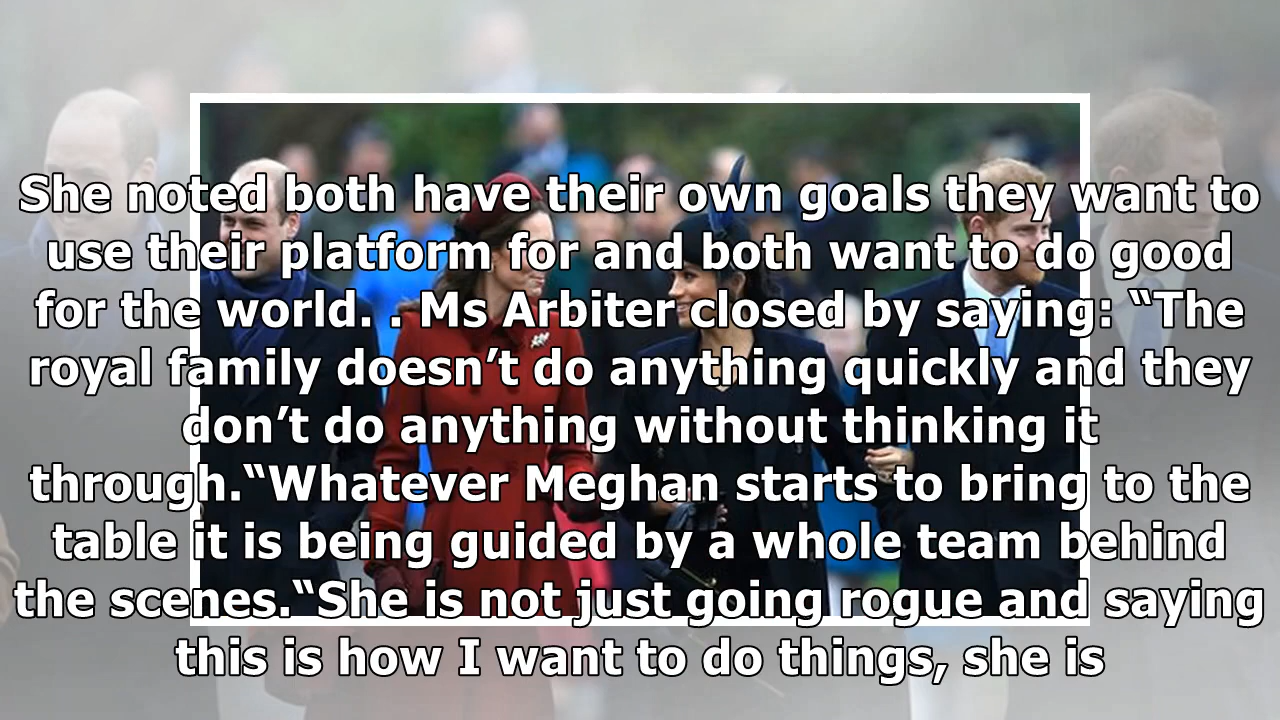 She noted both have their own goals they want to
use their platform for and both want to do good
for the world. . Ms Arbiter closed by saying: “The
royal family doesn’t do anything quickly and they
don’t do anything without thinking it
through.“Whatever Meghan starts to bring to the
table it is being guided by a whole team behind
the scenes.“She is not just going rogue and saying
this is how I want to do things, she is